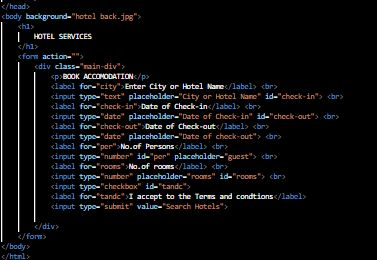 </head>
<body background="hotel back.jpg">
<h1>
HOTEL SERVICES
</h1>
<form action="">
<div class="main-div">
<p>BOOK ACCOMODATION</p>
<label for="city">Enter City or Hotel Name</label> <br>
<input type="text" placeholder="City or Hotel Name" id="check-in"> <br>
<label for="check-in">Date of Check-in</label> <br>
<input type="date" placeholder="Date of Check-in" id="check-out"> <br>
<label for="check-out">Date of Check-out</label> <br>
<input type="date" placeholder="Date of check-out"> <br>
<label for="per">No.of Persons</label> <br>
<input type="number" id="per" placeholder="guest"> <br>
<label for="rooms">No.of rooms</label> <br>
<input type="number" placeholder="rooms" id="rooms"> <br>
<input type="checkbox" id="tandc">
<label for="tandc">I accept to the Terms and condtions</label>
<input type="submit" value="Search Hotels">
</div>
</form>
</body>
</html>